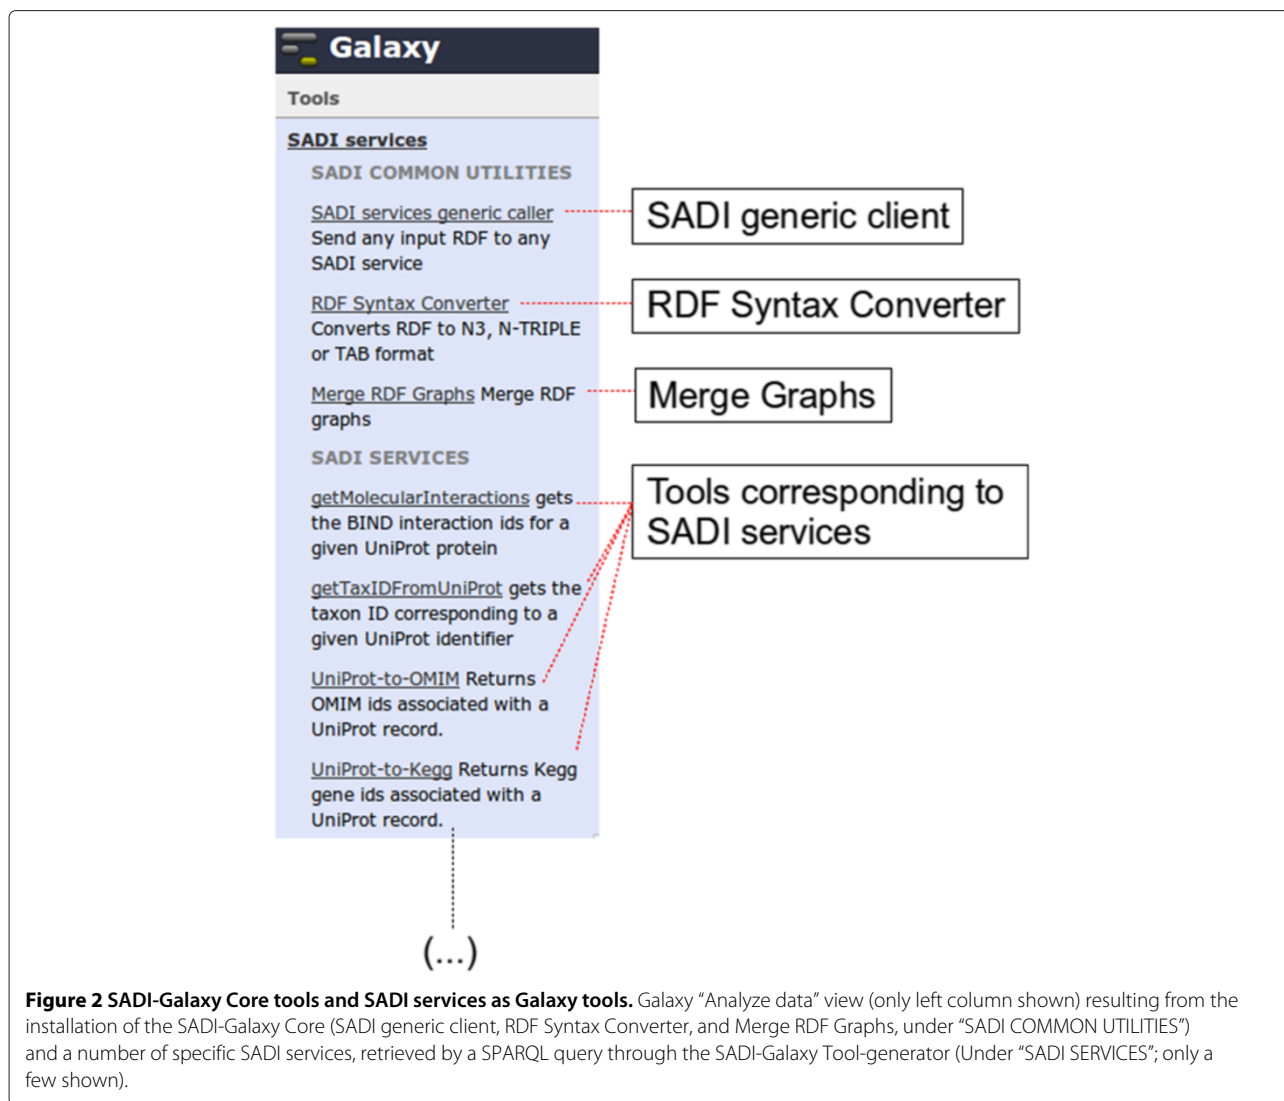 Galaxy
Tools
SADI services
SADI COMMON UTILITIES
SADI services generic caller
Send any input RDF to any
SADI service
SADI generic client
RDF Syntax Converter
Converts RDF to N3, N-TRIPLE
or TAB format
RDF Syntax Converter
Merge RDF Graphs Merge RDF
graphs
Merge Graphs
SADI SERVICES
getMolecularInteractions gets
the BIND interaction ids for a
given UniProt protein
Tools corresponding to
SADI services
getTaxIDFromUniProt gets the
taxon ID corresponding to a
given UniProt identifier
UniProt-to-OMIM Returns
OMIM ids associated with a
UniProt record.
UniProt-to-Kegg Returns Kegg
gene ids associated with a
UniProt record.
(...)
Figure 2 SADI-Galaxy Core tools and SADI services as Galaxy tools. Galaxy “Analyze data” view (only left column shown) resulting from the
installation of the SADI-Galaxy Core (SADI generic client, RDF Syntax Converter, and Merge RDF Graphs, under “SADI COMMON UTILITIES”)
and a number of specific SADI services, retrieved by a SPARQL query through the SADI-Galaxy Tool-generator (Under “SADI SERVICES”; only a
few shown).